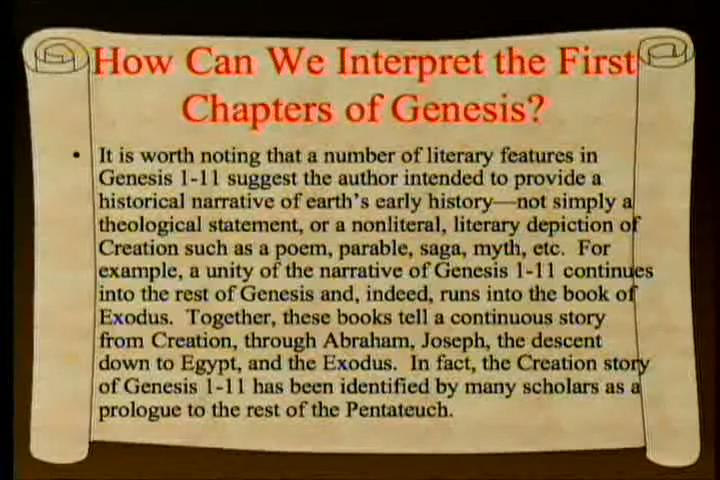 How Can We Interpret the First
Chapters of Genesis?
• It is worth noting that a number of literary features in
Genesis 1-11 suggest the author intended to provide a
historical narrative of earth's early history—not simply a
theological statement, or a nonliteral, literary depiction of
Creation such as a poem, parable, saga, myth, etc. For
example, a unity of the narrative of Genesis 1-11 continues
into the rest of Genesis and, indeed, runs into the book of
Exodus. Together, these books tell a continuous story
from Creation, through Abraham, Joseph, the descent
down to Egypt, and the Exodus. In fact, the Creation story
of Genesis 1-11 has been identified by many scholars as a
prologue to the rest of the Pentateuch.